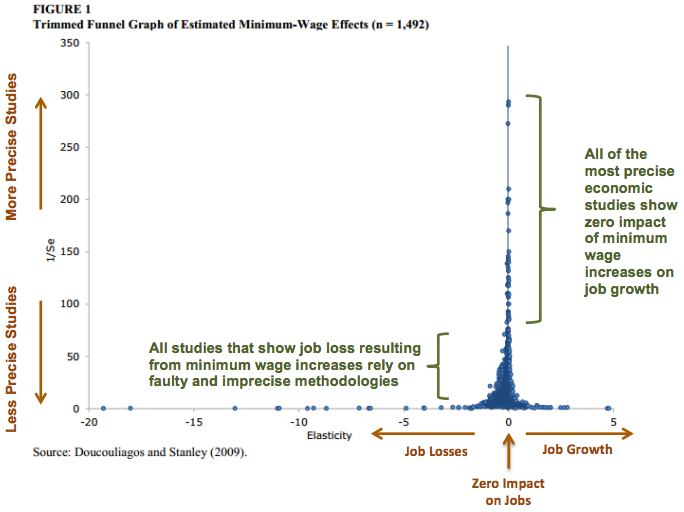 FIGURE 1
Trimmed Funnel Graph of Estimated Minimum-Wage Effects (n = 1,492)
More Precise Studies
Less Precise Studies
1/Se
350
300
250
200
150
100
50
0
All of the
most precise
economic
studies show
zero impact
of minimum
wage
increases on
job growth
All studies that show job loss resulting
from minimum wage increases rely on
faulty and imprecise methodologies
-20
-15
-10
-5
0
5
Elasticity
Job Losses
Job Growth
Zero Impact
on Jobs
Source: Doucouliagos and Stanley (2009).